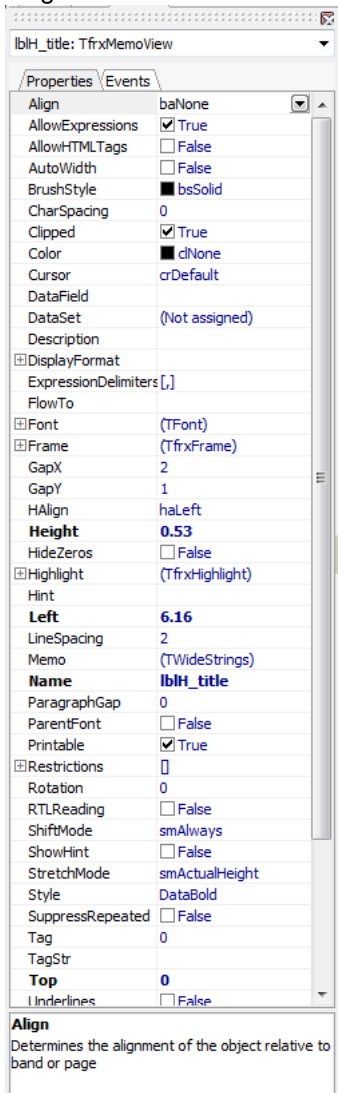 lblH_title: TfrxMemoView
Properties Events
Align baNone
AllowExpressions True
AllowHTMLTags False
AutoWidth False
BrushStyle bsSolid
CharSpacing 0
Clipped True
Color clNone
Cursor crDefault
DataField
DataSet (Not assigned)
Description
DisplayFormat
ExpressionDelimiters [,]
FlowTo
Font (TFont)
Frame (TfrxFrame)
GapX 2
GapY 1
HAlign haLeft
Height 0.53
HideZeros False
Highlight (TfrxHighlight)
Hint
Left 6.16
LineSpacing 2
Memo (TWideStrings)
Name lblH_title
ParagraphGap 0
ParentFont False
Printable True
Restrictions []
Rotation 0
RTLReading False
ShiftMode smAlways
ShowHint False
StretchMode smActualHeight
Style DataBold
SuppressRepeated False
Tag 0
TagStr
Top 0
Underlines False
Align
Determines the alignment of the object relative to
band or page